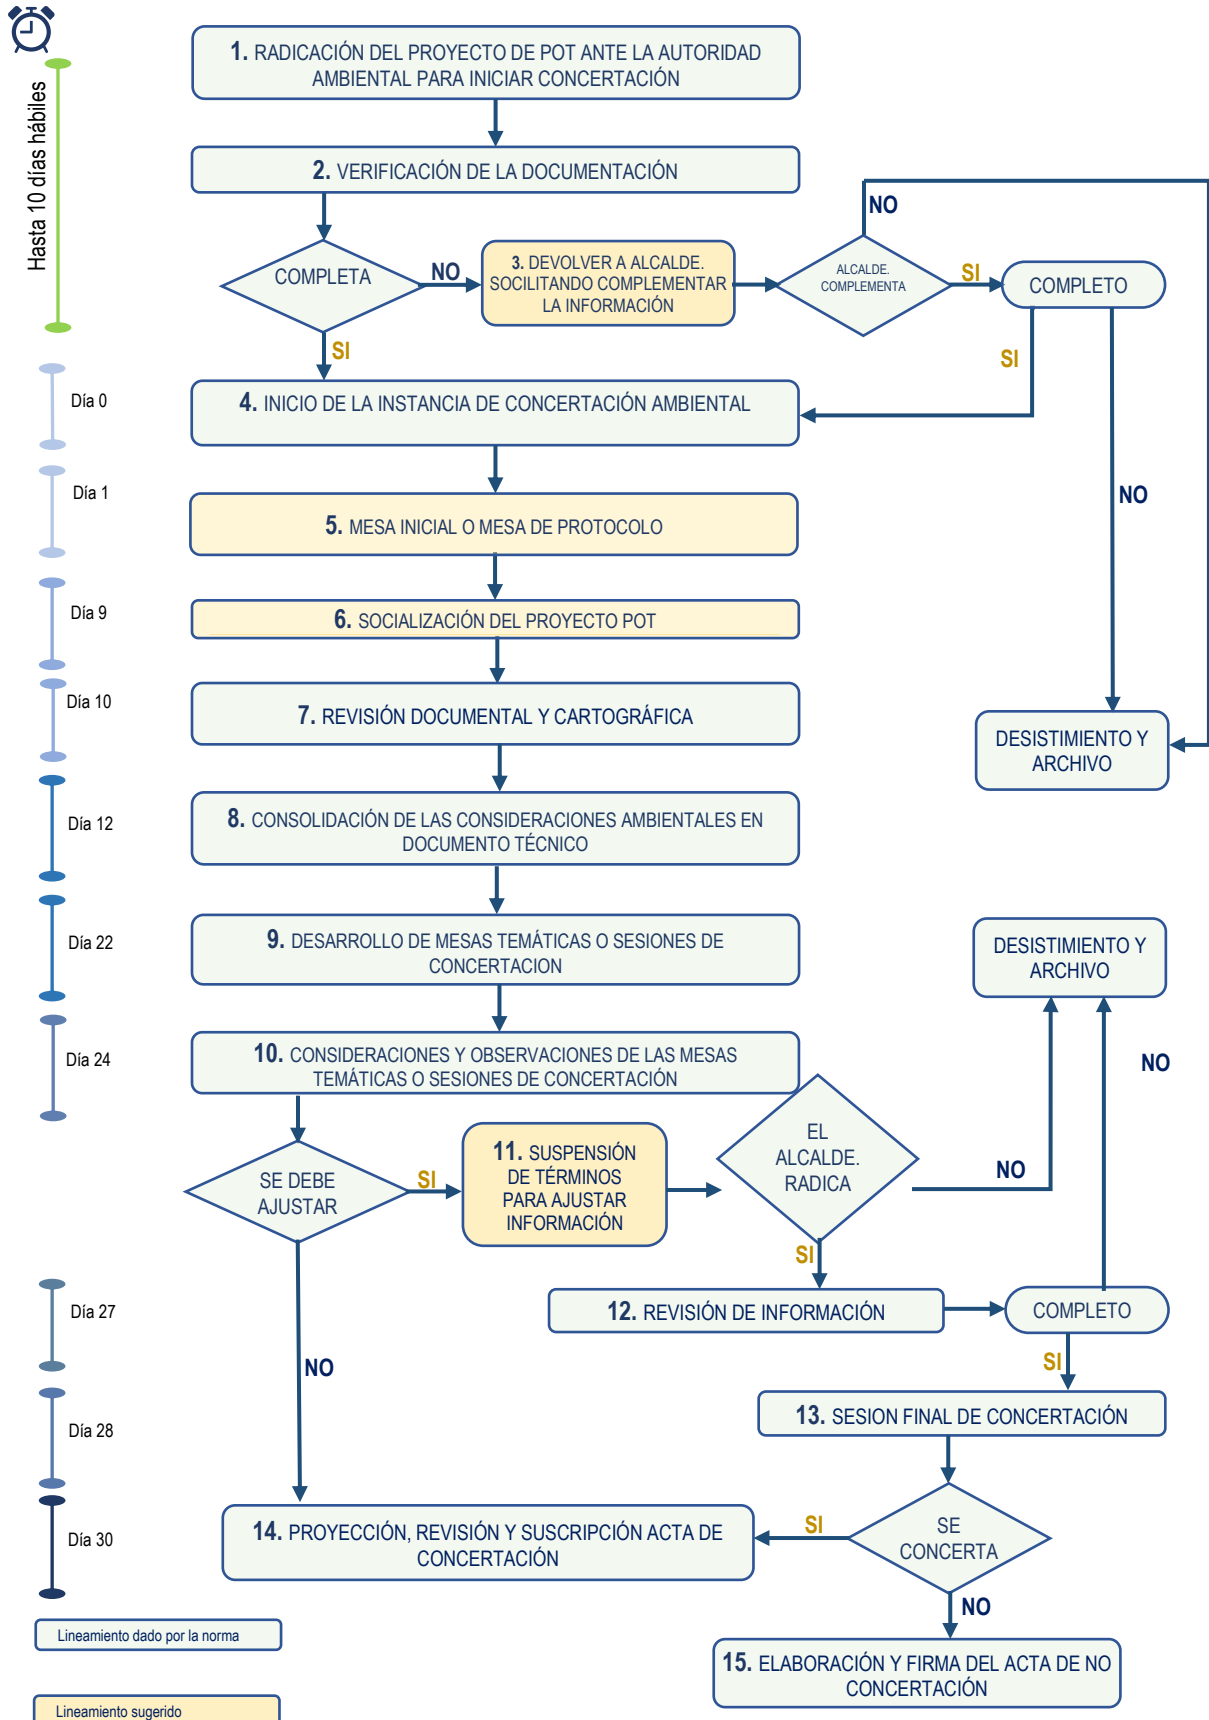 1. RADICACIÓN DEL PROYECTO DE POT ANTE LA AUTORIDAD
AMBIENTAL PARA INICIAR CONCERTACIÓN
Hasta 10 días hábiles
2. VERIFICACIÓN DE LA DOCUMENTACIÓN
NO
COMPLETA
NO
3. DEVOLVER A ALCALDE.
SOCILITANDO COMPLEMENTAR
LA INFORMACIÓN
ALCALDE.
COMPLEMENTA
SI
COMPLETO
SI
SI
Día 0
4. INICIO DE LA INSTANCIA DE CONCERTACIÓN AMBIENTAL
Día 1
NO
5. MESA INICIAL O MESA DE PROTOCOLO
Día 9
6. SOCIALIZACIÓN DEL PROYECTO POT
Día 10
7. REVISIÓN DOCUMENTAL Y CARTOGRÁFICA
DESISTIMIENTO Y
ARCHIVO
Día 12
8. CONSOLIDACIÓN DE LAS CONSIDERACIONES AMBIENTALES EN
DOCUMENTO TÉCNICO
Día 22
9. DESARROLLO DE MESAS TEMÁTICAS O SESIONES DE
CONCERTACION
DESISTIMIENTO Y
ARCHIVO
Día 24
10. CONSIDERACIONES Y OBSERVACIONES DE LAS MESAS
TEMÁTICAS O SESIONES DE CONCERTACIÓN
NO
SE DEBE
AJUSTAR
SI
11. SUSPENSIÓN
DE TÉRMINOS
PARA AJUSTAR
INFORMACIÓN
EL
ALCALDE.
RADICA
NO
SI
Día 27
12. REVISIÓN DE INFORMACIÓN
COMPLETO
NO
SI
Día 28
13. SESION FINAL DE CONCERTACIÓN
Día 30
14. PROYECCIÓN, REVISIÓN Y SUSCRIPCIÓN ACTA DE
CONCERTACIÓN
SI
SE
CONCERTA
NO
Lineamiento dado por la norma
15. ELABORACIÓN Y FIRMA DEL ACTA DE NO
CONCERTACIÓN
Lineamiento sugerido